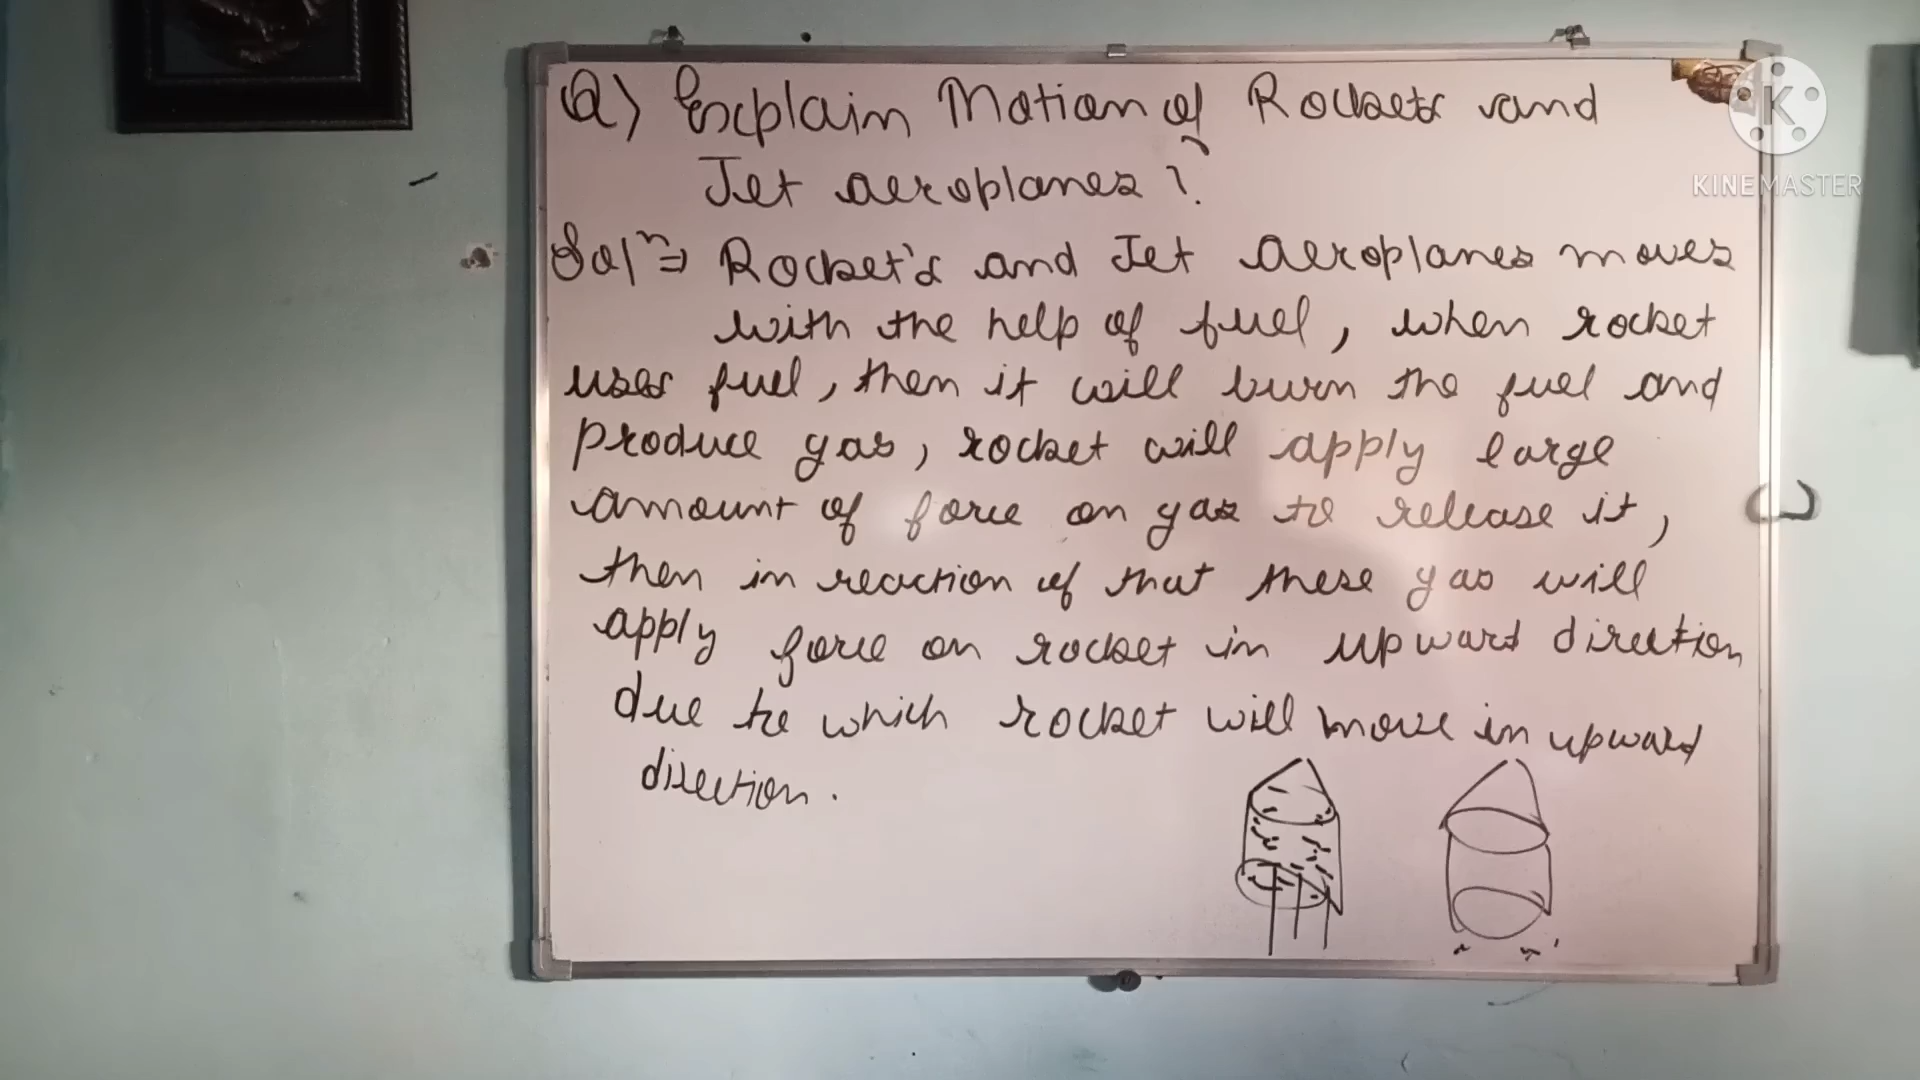 Q) Explain Motion of Rockets and
Jet aeroplanes?
Solⁿ⇒ Rocket's and Jet aeroplanes moves
with the help of fuel, when rocket
uses fuel, then it will burn the fuel and
produce gas, rocket will apply large
amount of force on gas to release it,
then in reaction of that these gas will
apply force on rocket in upward direction
due to which rocket will move in upward
direction.
K
KINEMASTER